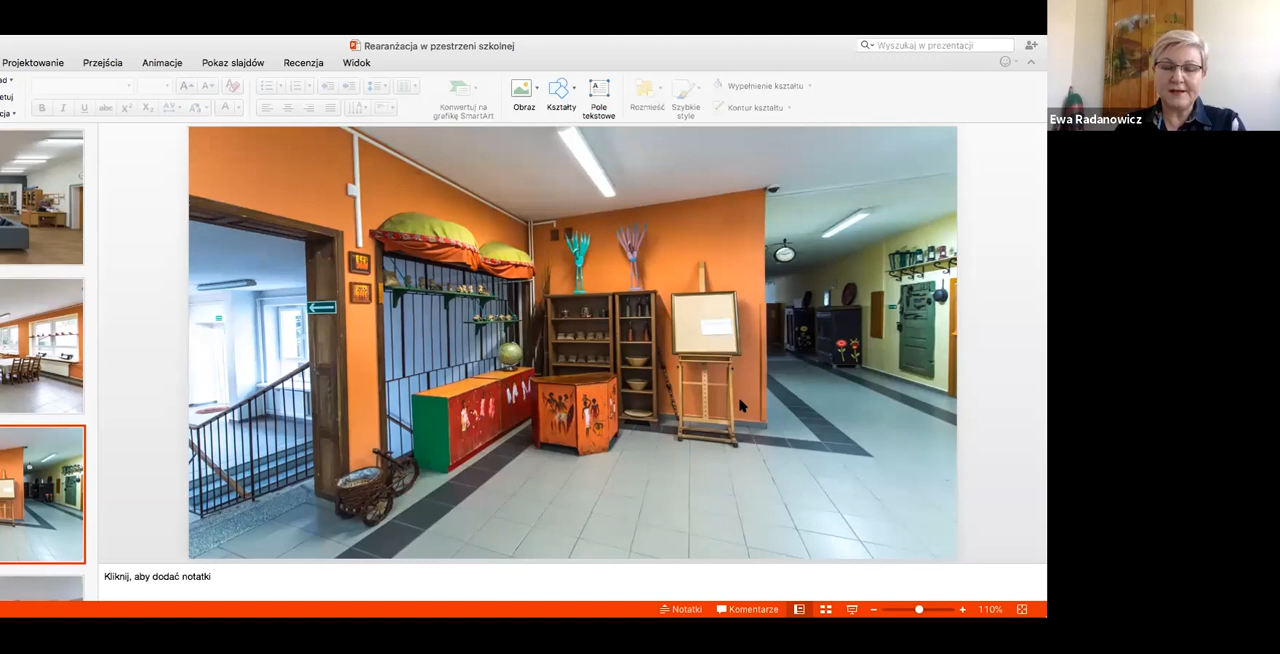 Rearanżacja w pzestrzeni szkolnej
Wyszukaj w prezentacji
Projektowanie Przejścia Animacje Pokaz slajdów Recenzja Widok
Konwertuj na
grafikę SmartArt
Obraz
Kształty
Pole
tekstowe
Rozmieść
Szybkie
style
Wypełnienie kształtu
Kontur kształtu
Ewa Radanowicz
Kliknij, aby dodać notatki
Notatki Komentarze 110%